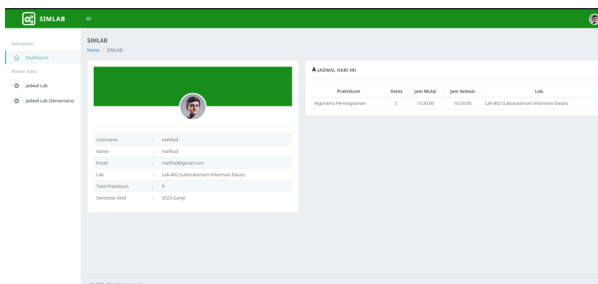 SIMLAB
Navigation
Dashboard
Master Data
Jadwal Lab
Jadwal Lab (Sementara)
SIMLAB
Home / SIMLAB
Username : mahfud
Name : mahfud
Email : mahfud@gmail.com
Lab : Lab-402 (Laboratorium Informasi Dasar)
Total Praktikum : 9
Semester Aktif : 2023-Ganjil
JADWAL HARI INI
Praktikum Kelas Jam Mulai Jam Selesai Lab.
Algoritma Pemrograman C 13:30:00 16:00:00 Lab-402 (Laboratorium Informasi Dasar)